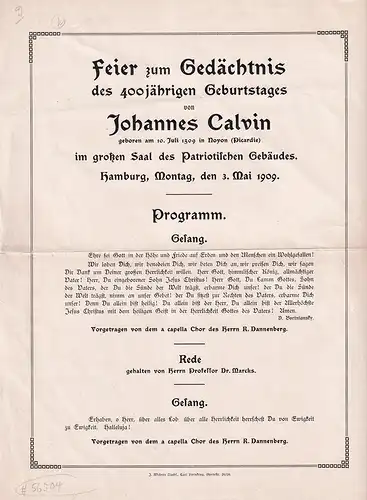 Feier zum Gedächtnis
des 400jährigen Geburtstages
von
Johannes Calvin
geboren am 10. Juli 1509 in Noyon (Picardie)
im großen Saal des Patriotischen Gebäudes.
Hamburg, Montag, den 3. Mai 1909.
Programm.
Gesang.
Ehre sei Gott in der Höhe und Friede auf Erden und den Menschen ein Wohlgefallen!
Wir loben Dich, wir benedeien Dich, wir beten Dich an, wir preisen Dich, wir sagen
Dir Dank um Deiner großen Herrlichkeit willen. Herr Gott, himmlischer König, allmächtiger
Vater! Herr, Du eingeborener Sohn Jesus Christus! Herr Gott, Du Lamm Gottes, Sohn
des Vaters, der Du die Sünde der Welt trägst, erbarme Dich unser! der Du die Sünde
der Welt trägst, nimm an unser Gebet! der Du sitzest zur Rechten des Vaters, erbarme Dich
unser! Denn Du allein bist heilig! Du allein bist der Herr, Du allein bist der Allerhöchste
Jesus Christus mit dem heiligen Geist in der Herrlichkeit Gottes des Vaters! Amen.
D. Bortniansky.
Vorgetragen von dem a capella Chor des Herrn R. Dannenberg.
Rede
gehalten von Herrn Professor Dr. Marcks.
Gesang.
Erhaben, o Herr, über alles Lob über alle Herrlichkeit herrschest Du von Ewigkeit
zu Ewigkeit. Halleluja!
Vorgetragen von dem a capella Chor des Herrn R. Dannenberg.